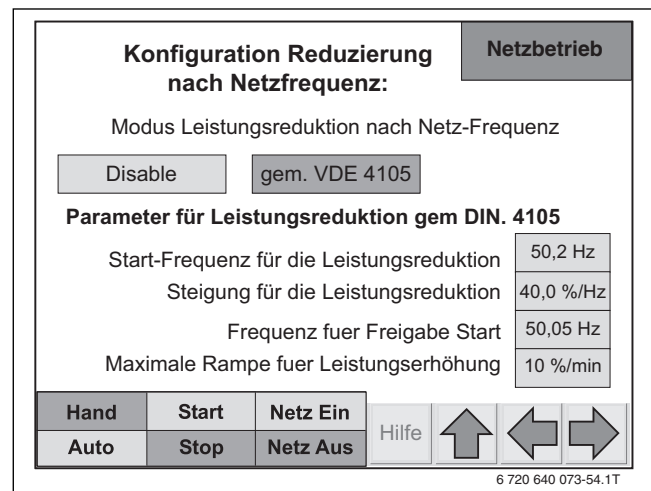 Konfiguration Reduzierung
nach Netzfrequenz:
Netzbetrieb
Modus Leistungsreduktion nach Netz-Frequenz
Disable
gem. VDE 4105
Parameter für Leistungsreduktion gem DIN. 4105
Start-Frequenz für die Leistungsreduktion 50,2 Hz
Steigung für die Leistungsreduktion 40,0 %/Hz
Frequenz fuer Freigabe Start 50,05 Hz
Maximale Rampe fuer Leistungserhöhung 10 %/min
Hand Start Netz Ein
Hilfe
Auto Stop Netz Aus
6 720 640 073-54.1T